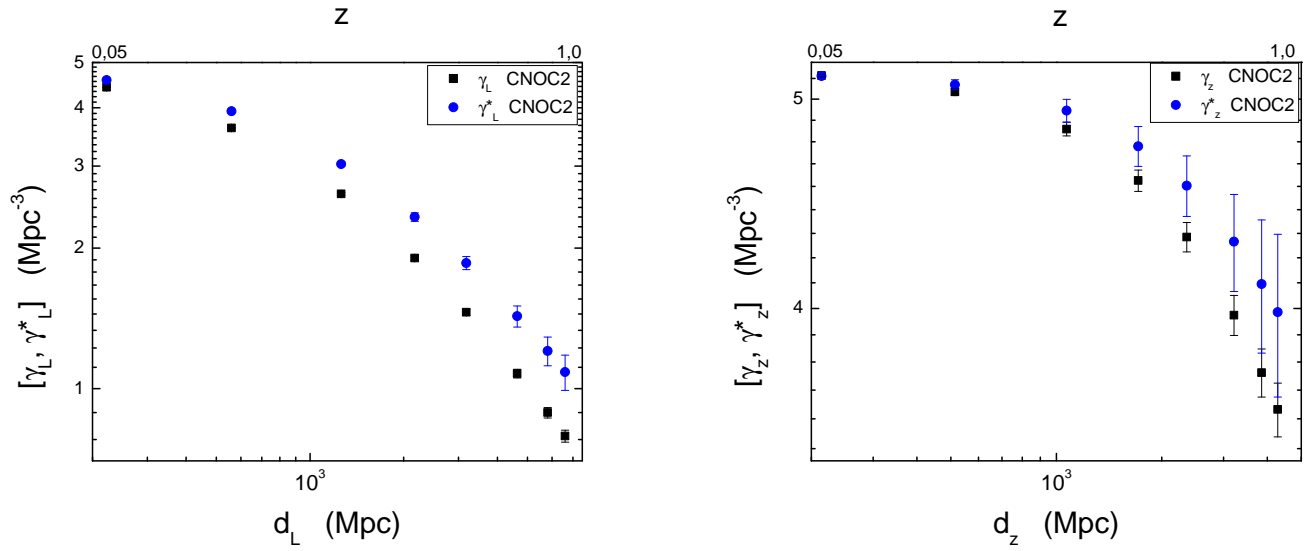 z
0,05 1,0
5
4
3
2
1
γL CNOC2
γ*L CNOC2
[γL, γ*L] (Mpc-3)
103
dL (Mpc)
z
0,05 1,0
5
4
γz CNOC2
γ*z CNOC2
[γz, γ*z] (Mpc-3)
103
dz (Mpc)